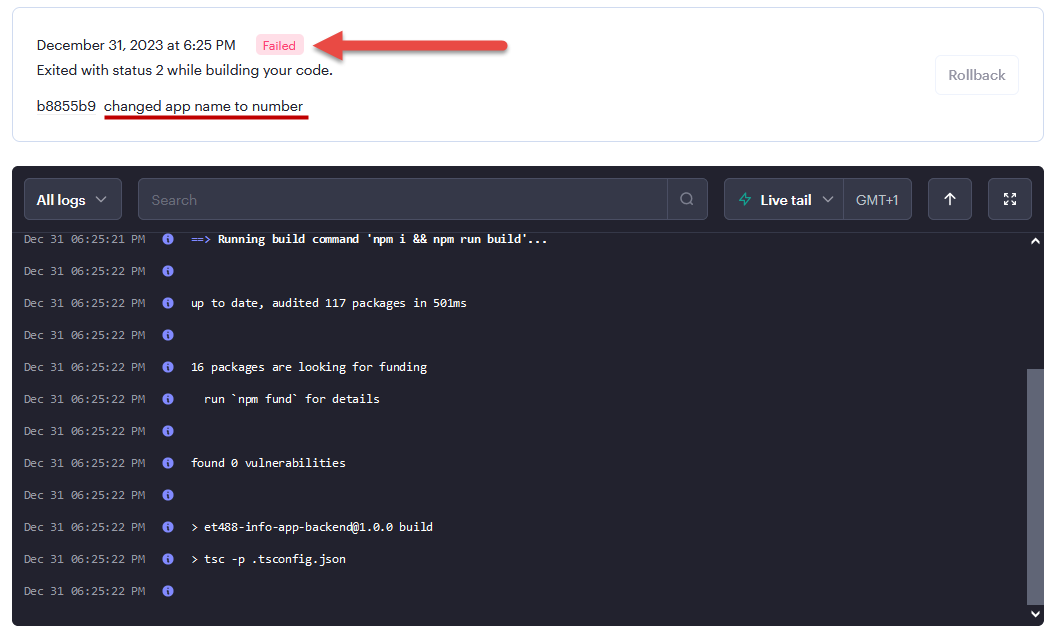 December 31, 2023 at 6:25 PM Failed
Exited with status 2 while building your code.
Rollback
b8855b9 changed app name to number
All logs Search Live tail GMT+1
Dec 31 06:25:21 PM ==> Running build command 'npm i && npm run build'...
Dec 31 06:25:22 PM
Dec 31 06:25:22 PM up to date, audited 117 packages in 501ms
Dec 31 06:25:22 PM
Dec 31 06:25:22 PM 16 packages are looking for funding
Dec 31 06:25:22 PM run `npm fund` for details
Dec 31 06:25:22 PM
Dec 31 06:25:22 PM found 0 vulnerabilities
Dec 31 06:25:22 PM
Dec 31 06:25:22 PM > et488-info-app-backend@1.0.0 build
Dec 31 06:25:22 PM > tsc -p .tsconfig.json
Dec 31 06:25:22 PM